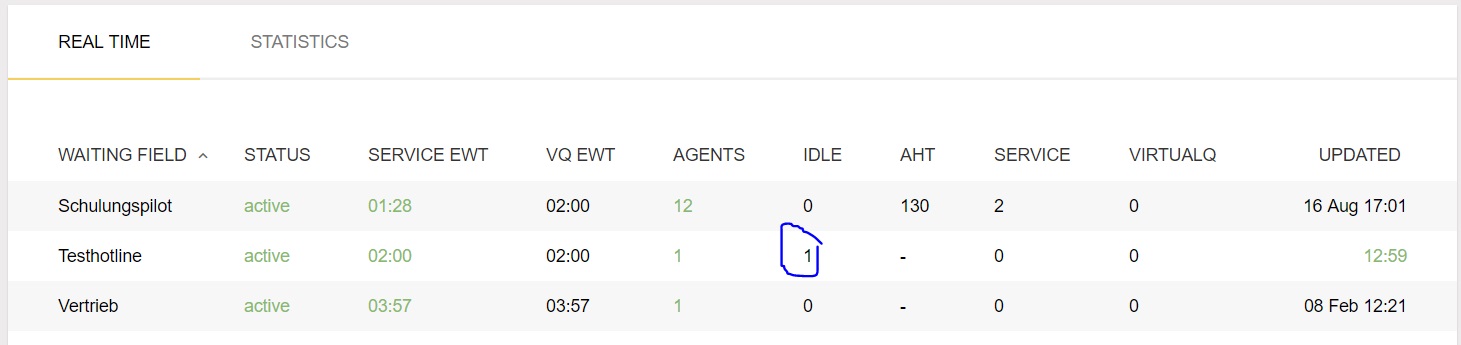 REAL TIME STATISTICS
WAITING FIELD STATUS SERVICE EWT VQ EWT AGENTS IDLE AHT SERVICE VIRTUALQ UPDATED
Schulungspilot active 01:28 02:00 12 0 130 2 0 16 Aug 17:01
Testhotline active 02:00 02:00 1 1 - 0 0 12:59
Vertrieb active 03:57 03:57 1 0 - 0 0 08 Feb 12:21